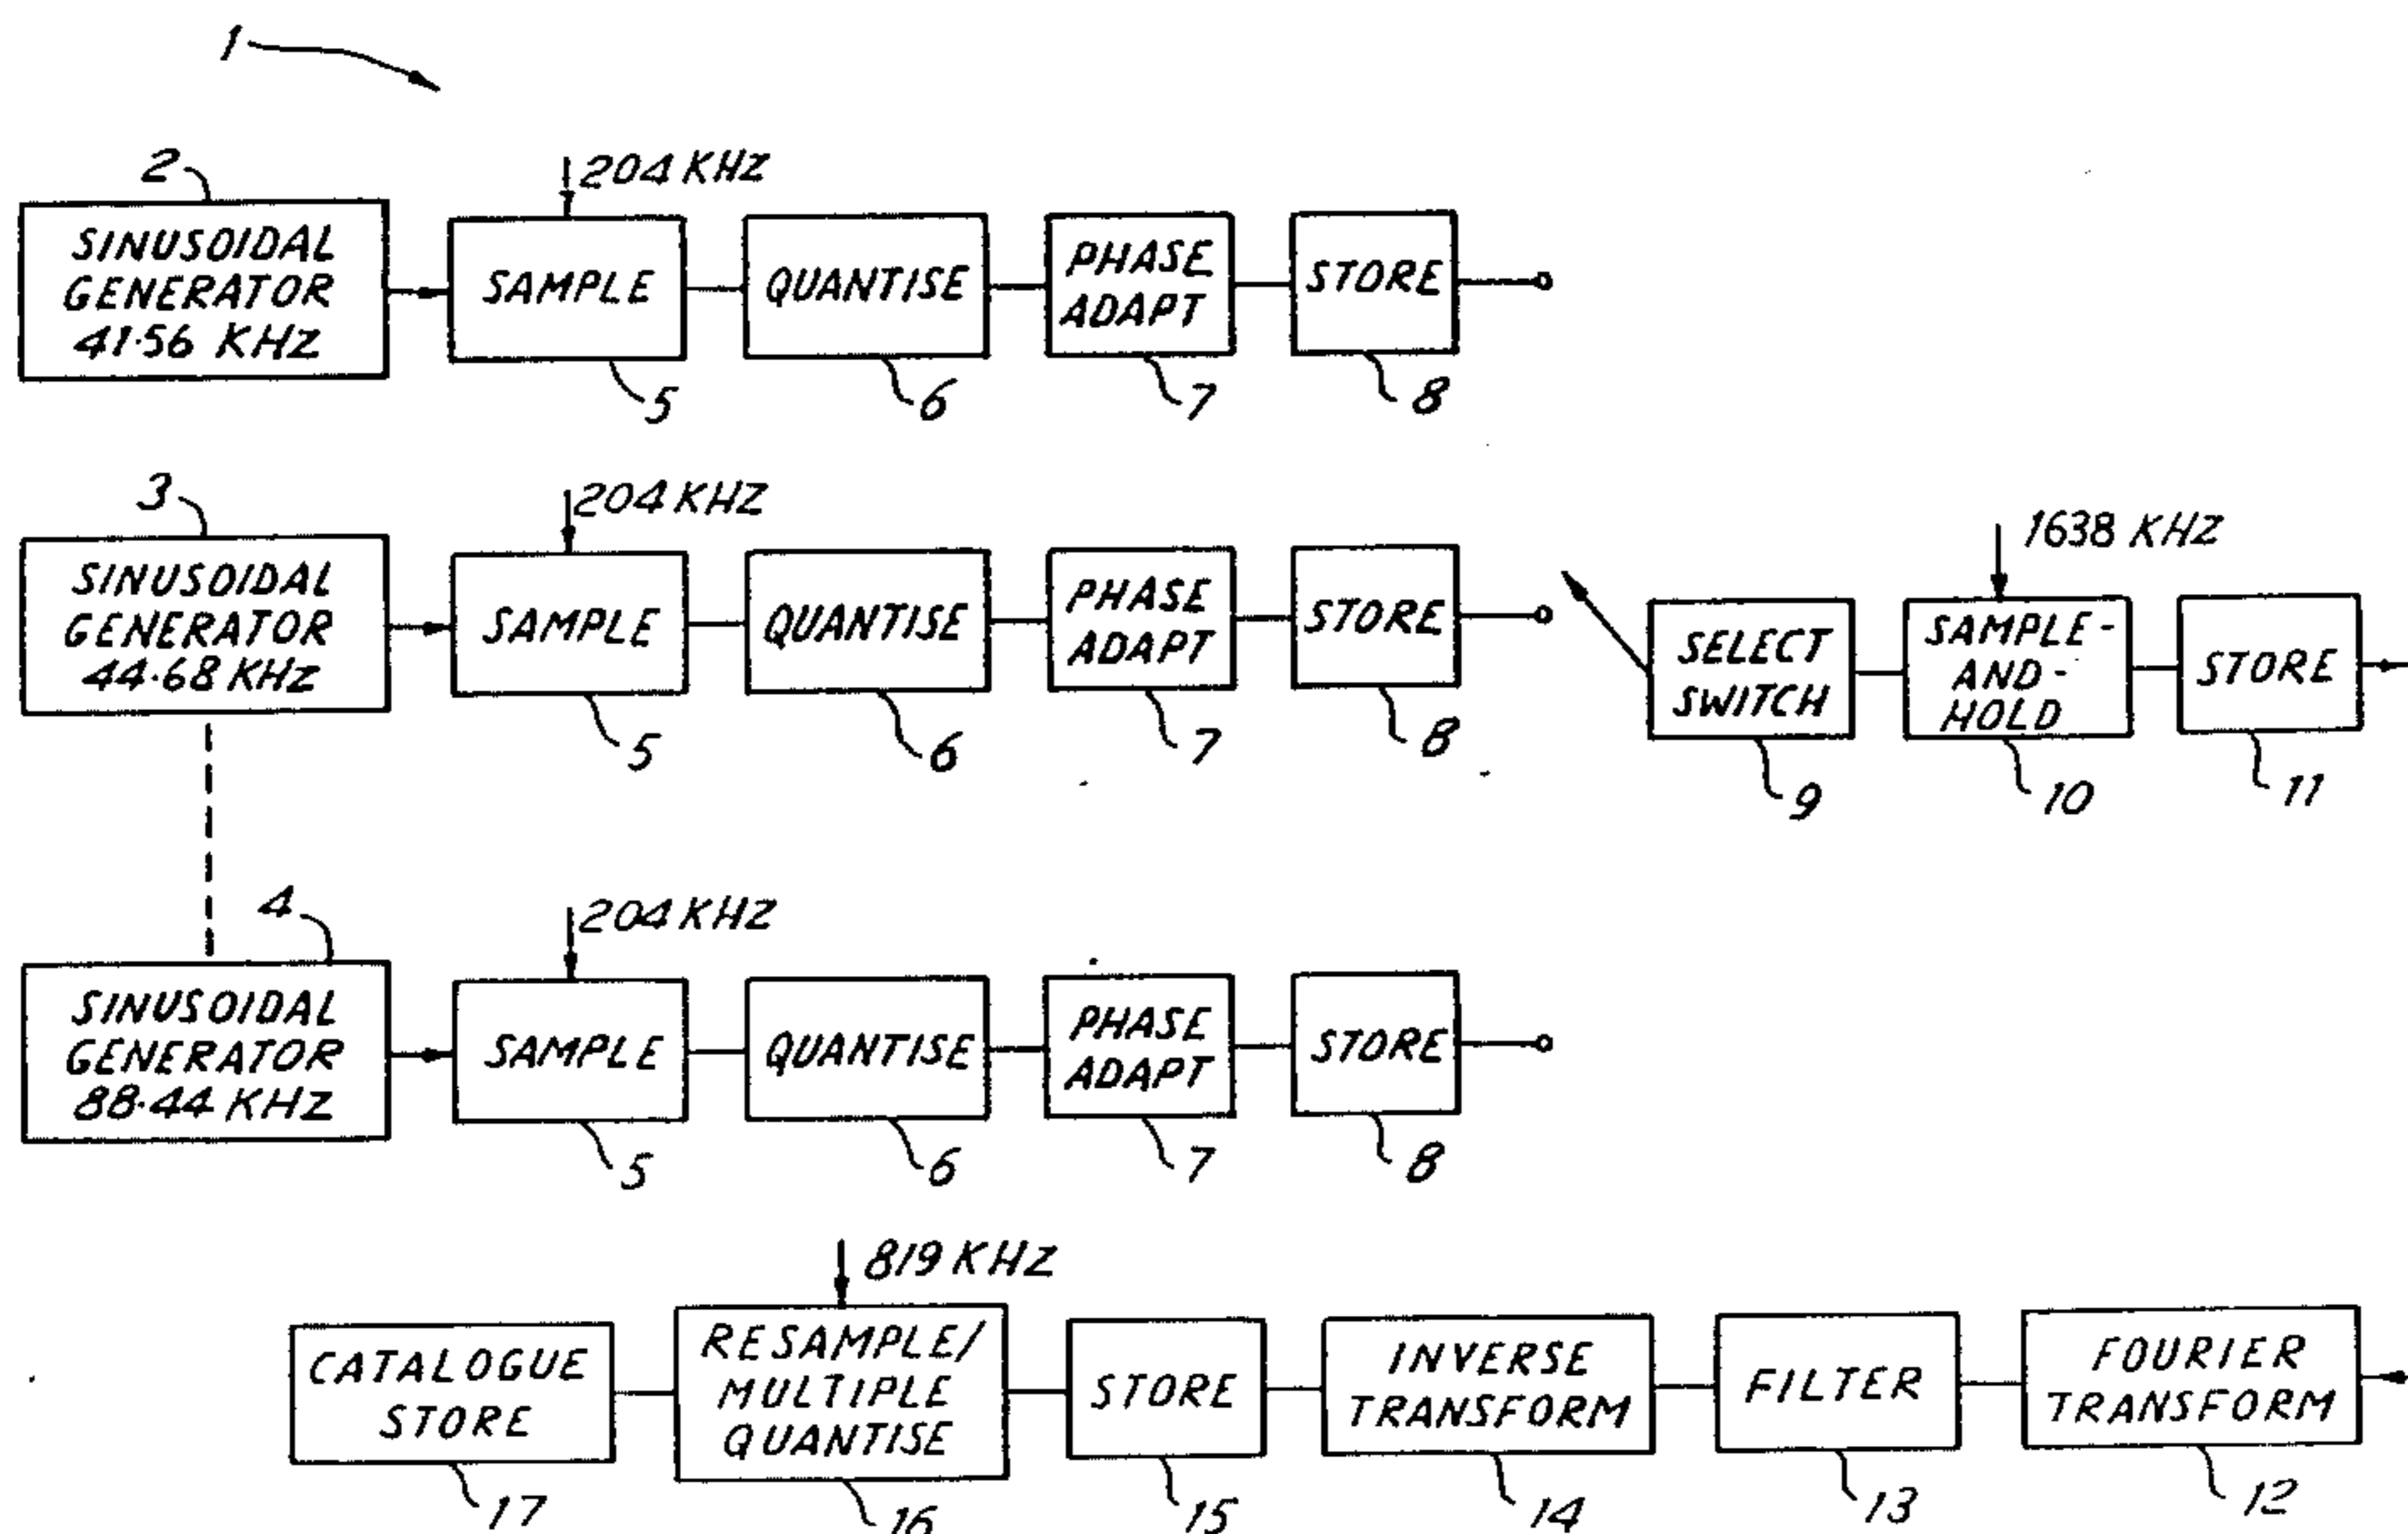 1
2
204 KHZ
SINUSOIDAL
GENERATOR
41·56 KHZ
SAMPLE
QUANTISE
PHASE
ADAPT
STORE
5
6
7
8
3
204 KHZ
SINUSOIDAL
GENERATOR
44·68 KHZ
SAMPLE
QUANTISE
PHASE
ADAPT
STORE
5
6
7
8
1638 KHZ
SELECT
SWITCH
SAMPLE-
AND-
HOLD
STORE
9
10
11
4
204 KHZ
SINUSOIDAL
GENERATOR
88·44 KHZ
SAMPLE
QUANTISE
PHASE
ADAPT
STORE
5
6
7
8
819 KHZ
CATALOGUE
STORE
RESAMPLE/
MULTIPLE
QUANTISE
STORE
INVERSE
TRANSFORM
FILTER
FOURIER
TRANSFORM
17
16
15
14
13
12